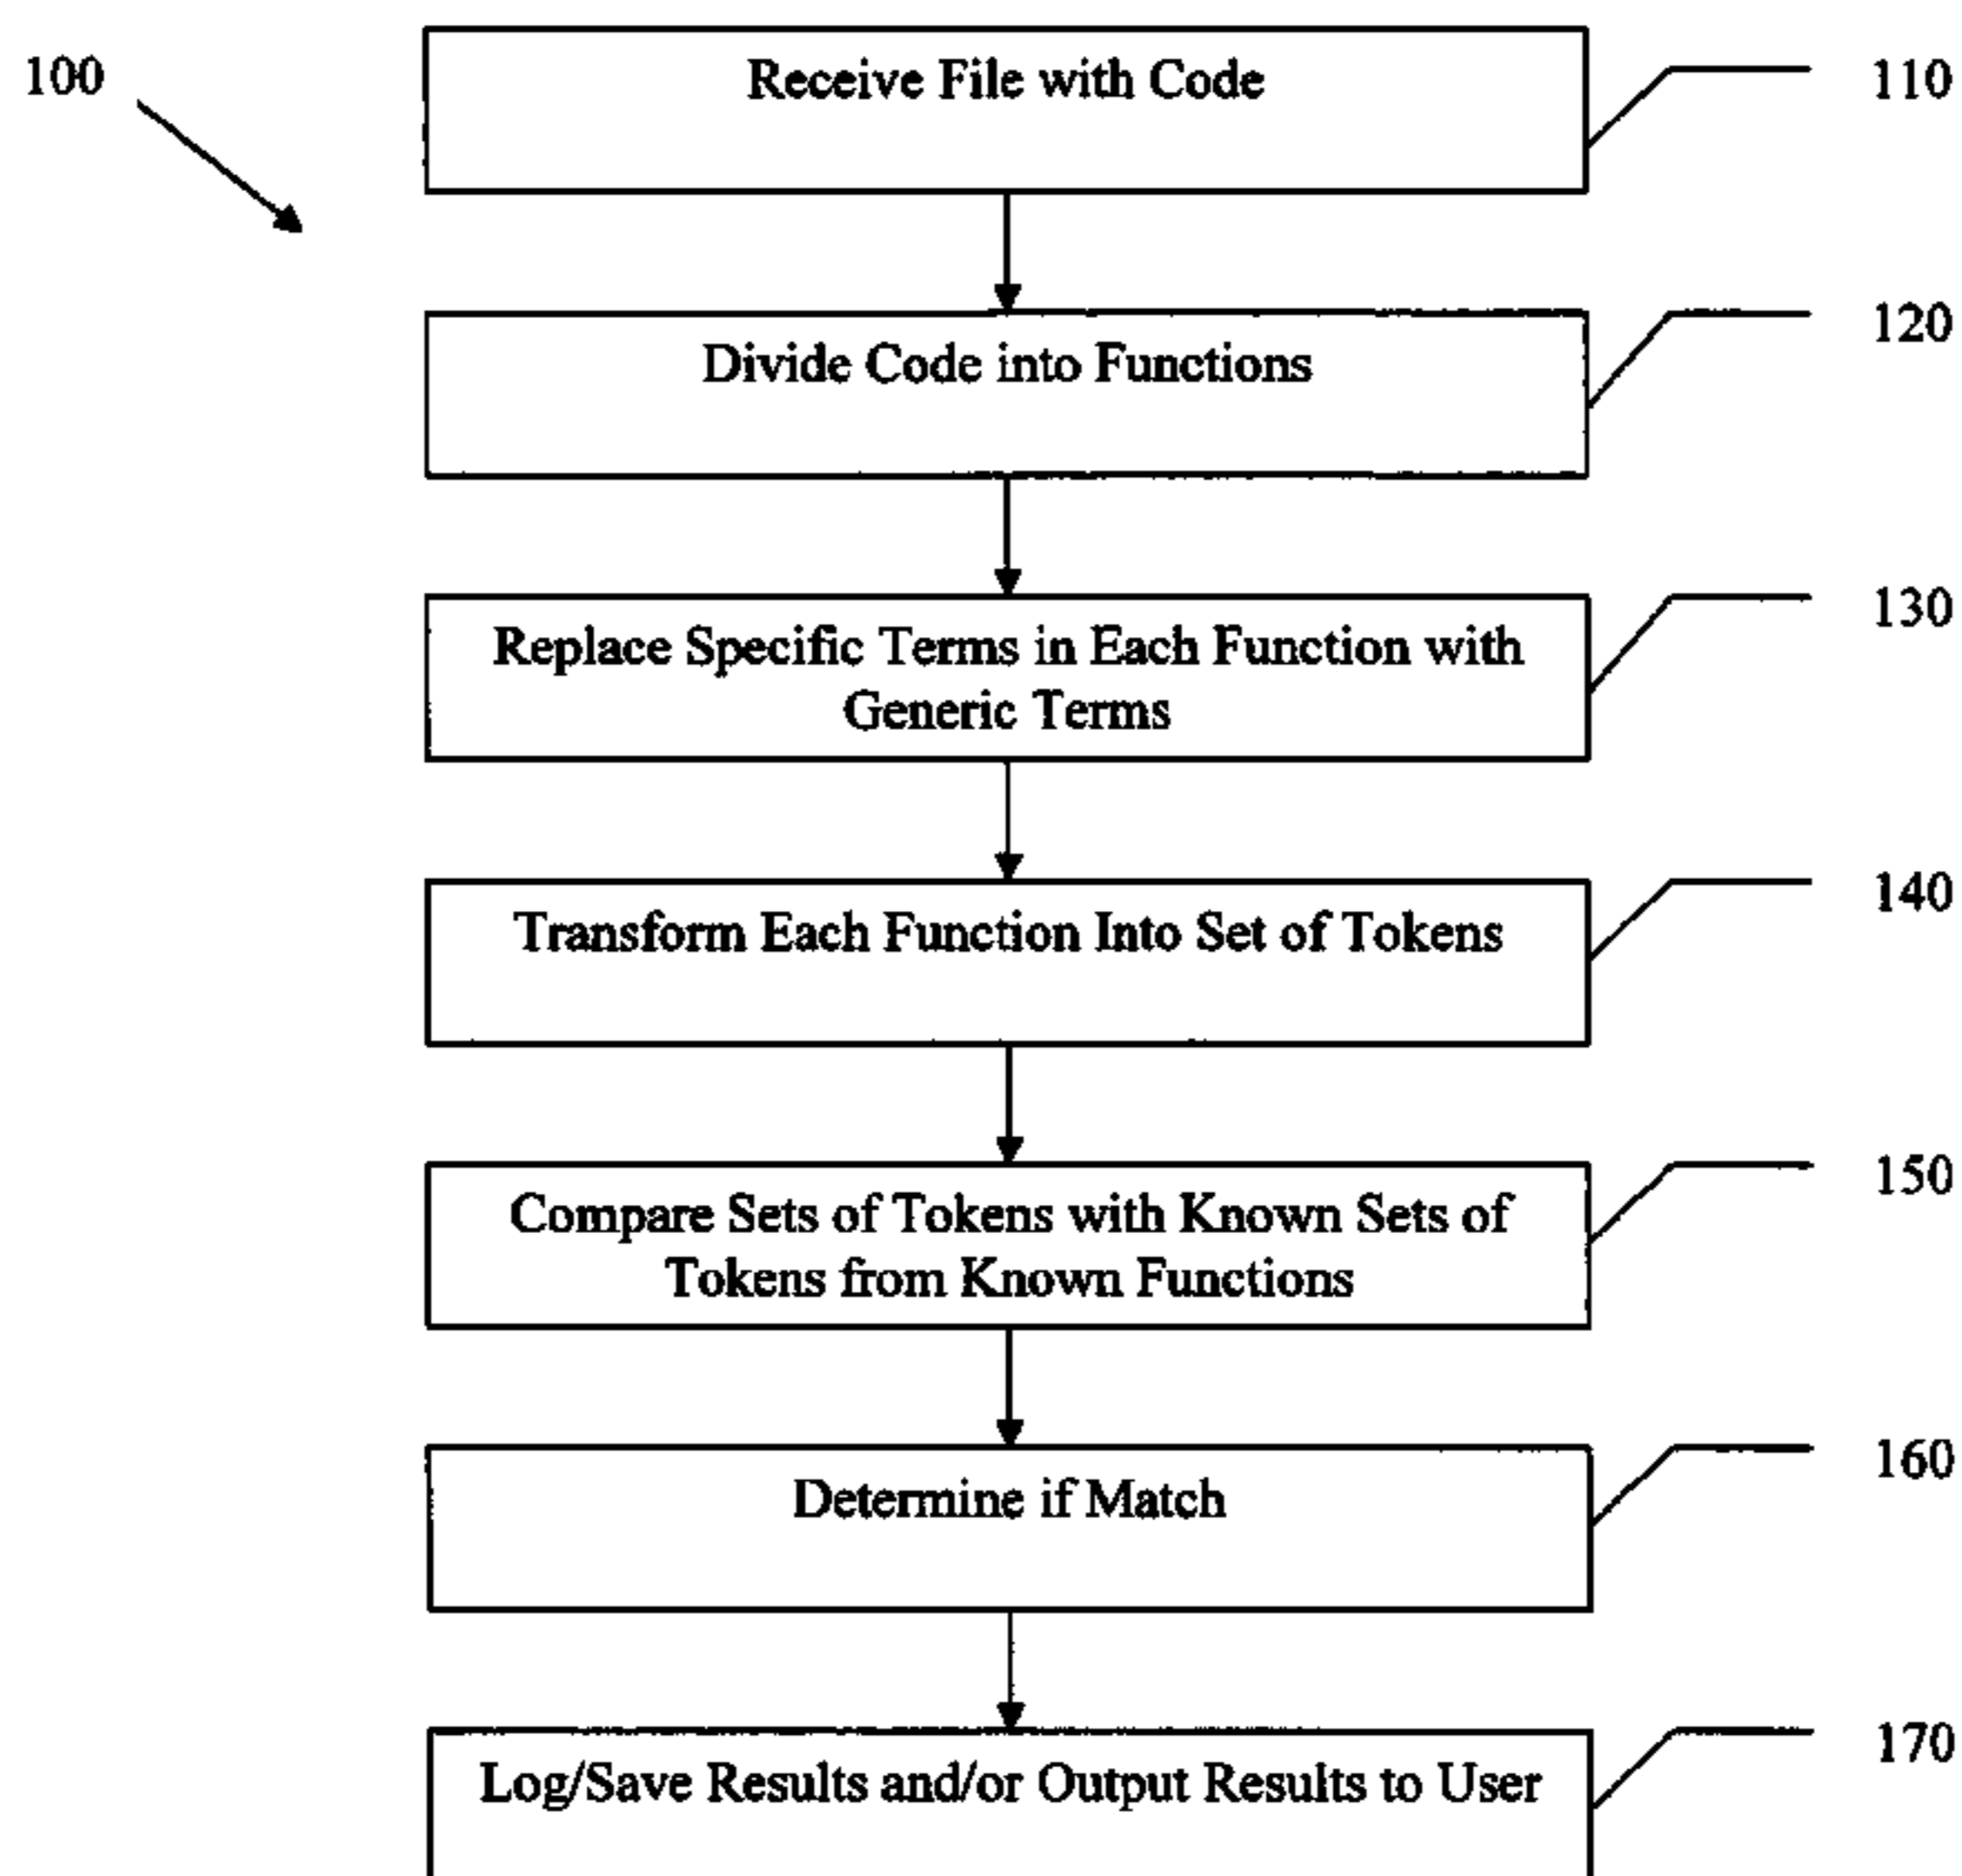 100
Receive File with Code
110
Divide Code into Functions
120
Replace Specific Terms in Each Function with
Generic Terms
130
Transform Each Function Into Set of Tokens
140
Compare Sets of Tokens with Known Sets of
Tokens from Known Functions
150
Determine if Match
160
Log/Save Results and/or Output Results to User
170